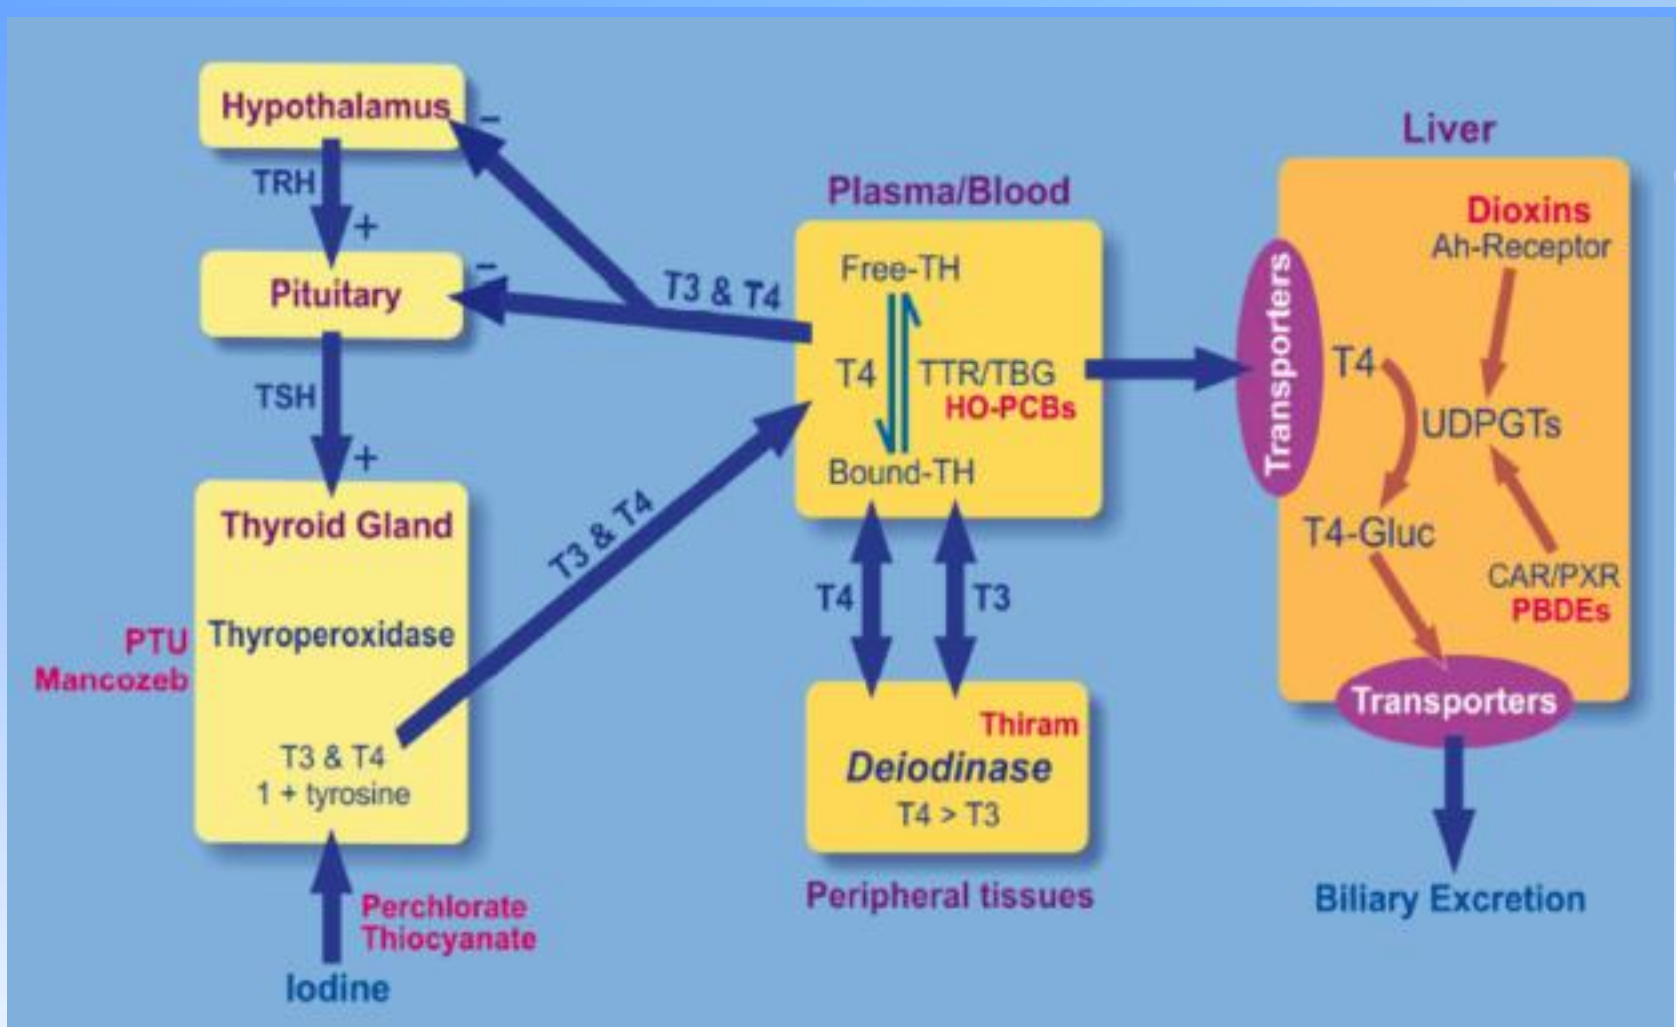 Hypothalamus
−
TRH
+
Pituitary
−
TSH
+
Thyroid Gland
Thyroperoxidase
PTU
Mancozeb
T3 & T4
1 + tyrosine
Perchlorate
Thiocyanate
Iodine
T3 & T4
T3 & T4
Plasma/Blood
Free-TH
T4
TTR/TBG
HO-PCBs
Bound-TH
T4
T3
Thiram
Deiodinase
T4 > T3
Peripheral tissues
Liver
Dioxins
Ah-Receptor
Transporters
T4
UDPGTs
T4-Gluc
CAR/PXR
PBDEs
Transporters
Biliary Excretion